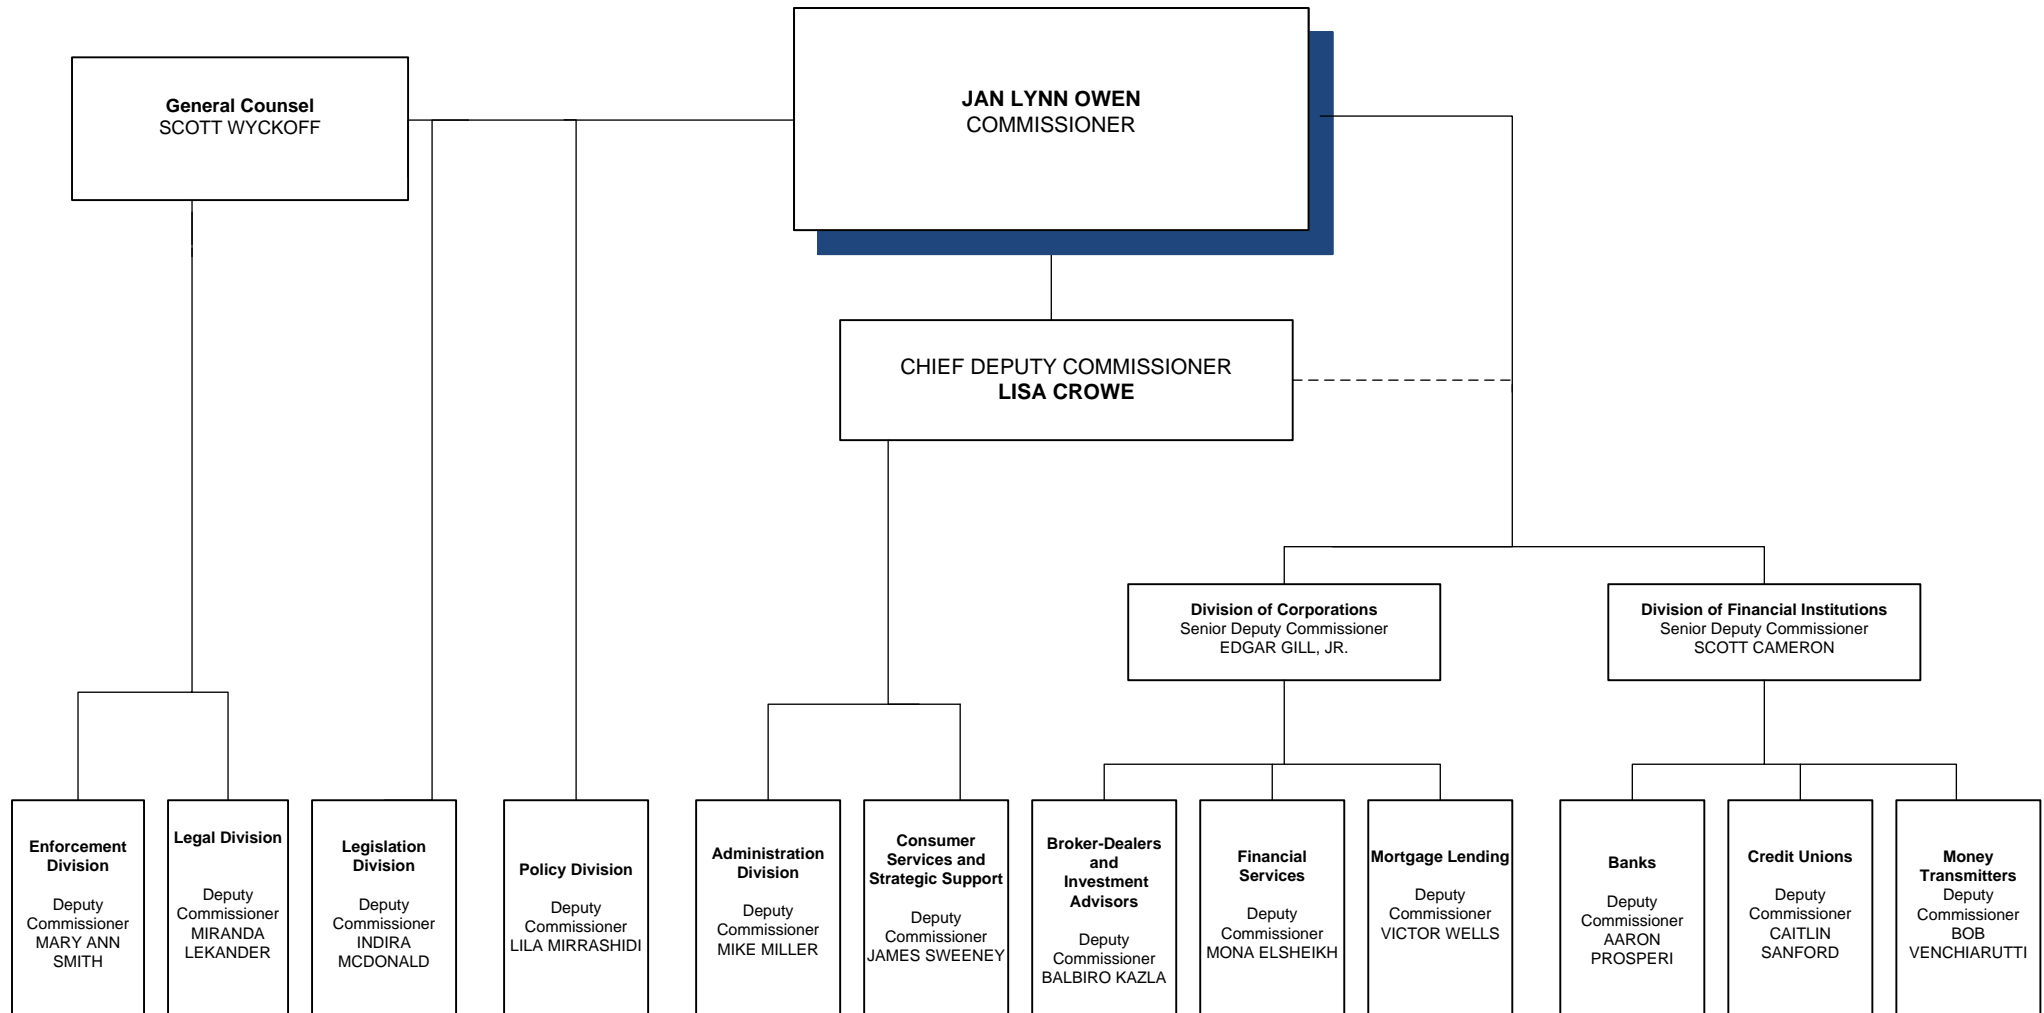 General Counsel
SCOTT WYCKOFF
JAN LYNN OWEN
COMMISSIONER
CHIEF DEPUTY COMMISSIONER
LISA CROWE
Division of Corporations
Senior Deputy Commissioner
EDGAR GILL, JR.
Division of Financial Institutions
Senior Deputy Commissioner
SCOTT CAMERON
Enforcement
Division
Deputy
Commissioner
MARY ANN
SMITH
Legal Division
Deputy
Commissioner
MIRANDA
LEKANDER
Legislation
Division
Deputy
Commissioner
INDIRA
MCDONALD
Policy Division
Deputy
Commissioner
LILA MIRRASHIDI
Administration
Division
Deputy
Commissioner
MIKE MILLER
Consumer
Services and
Strategic Support
Deputy
Commissioner
JAMES SWEENEY
Broker-Dealers
and
Investment
Advisors
Deputy
Commissioner
BALBIRO KAZLA
Financial
Services
Deputy
Commissioner
MONA ELSHEIKH
Mortgage Lending
Deputy
Commissioner
VICTOR WELLS
Banks
Deputy
Commissioner
AARON
PROSPERI
Credit Unions
Deputy
Commissioner
CAITLIN
SANFORD
Money
Transmitters
Deputy
Commissioner
BOB
VENCHIARUTTI